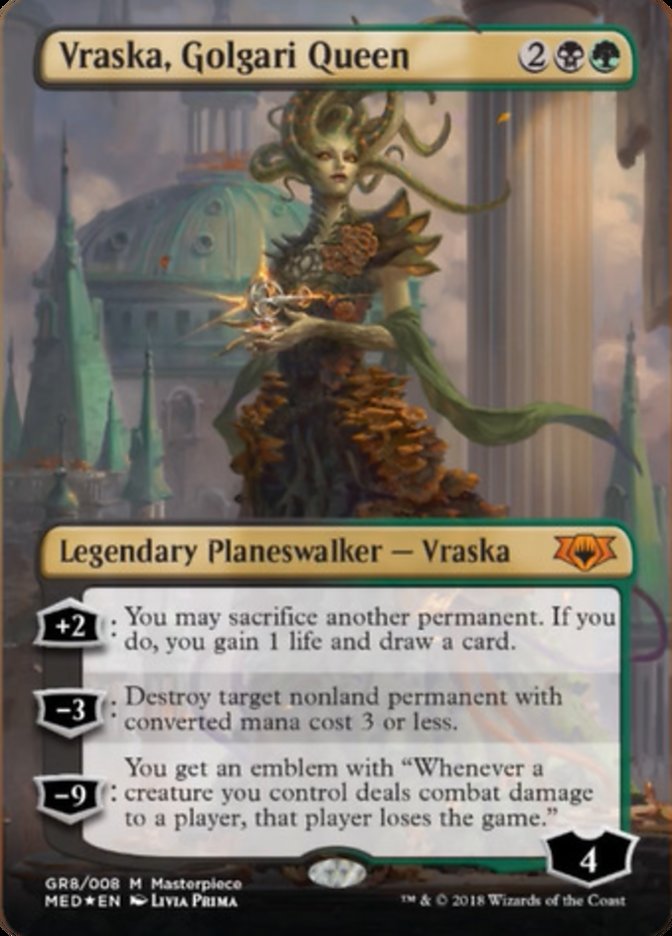 Vraska, Golgari Queen 2
Legendary Planeswalker — Vraska
+2 : You may sacrifice another permanent. If you
do, you gain 1 life and draw a card.
−3 : Destroy target nonland permanent with
converted mana cost 3 or less.
−9 : You get an emblem with “Whenever a
creature you control deals combat damage
to a player, that player loses the game.”
4
GR8/008 M Masterpiece
MED★EN Livia Prima
™ & © 2018 Wizards of the Coast